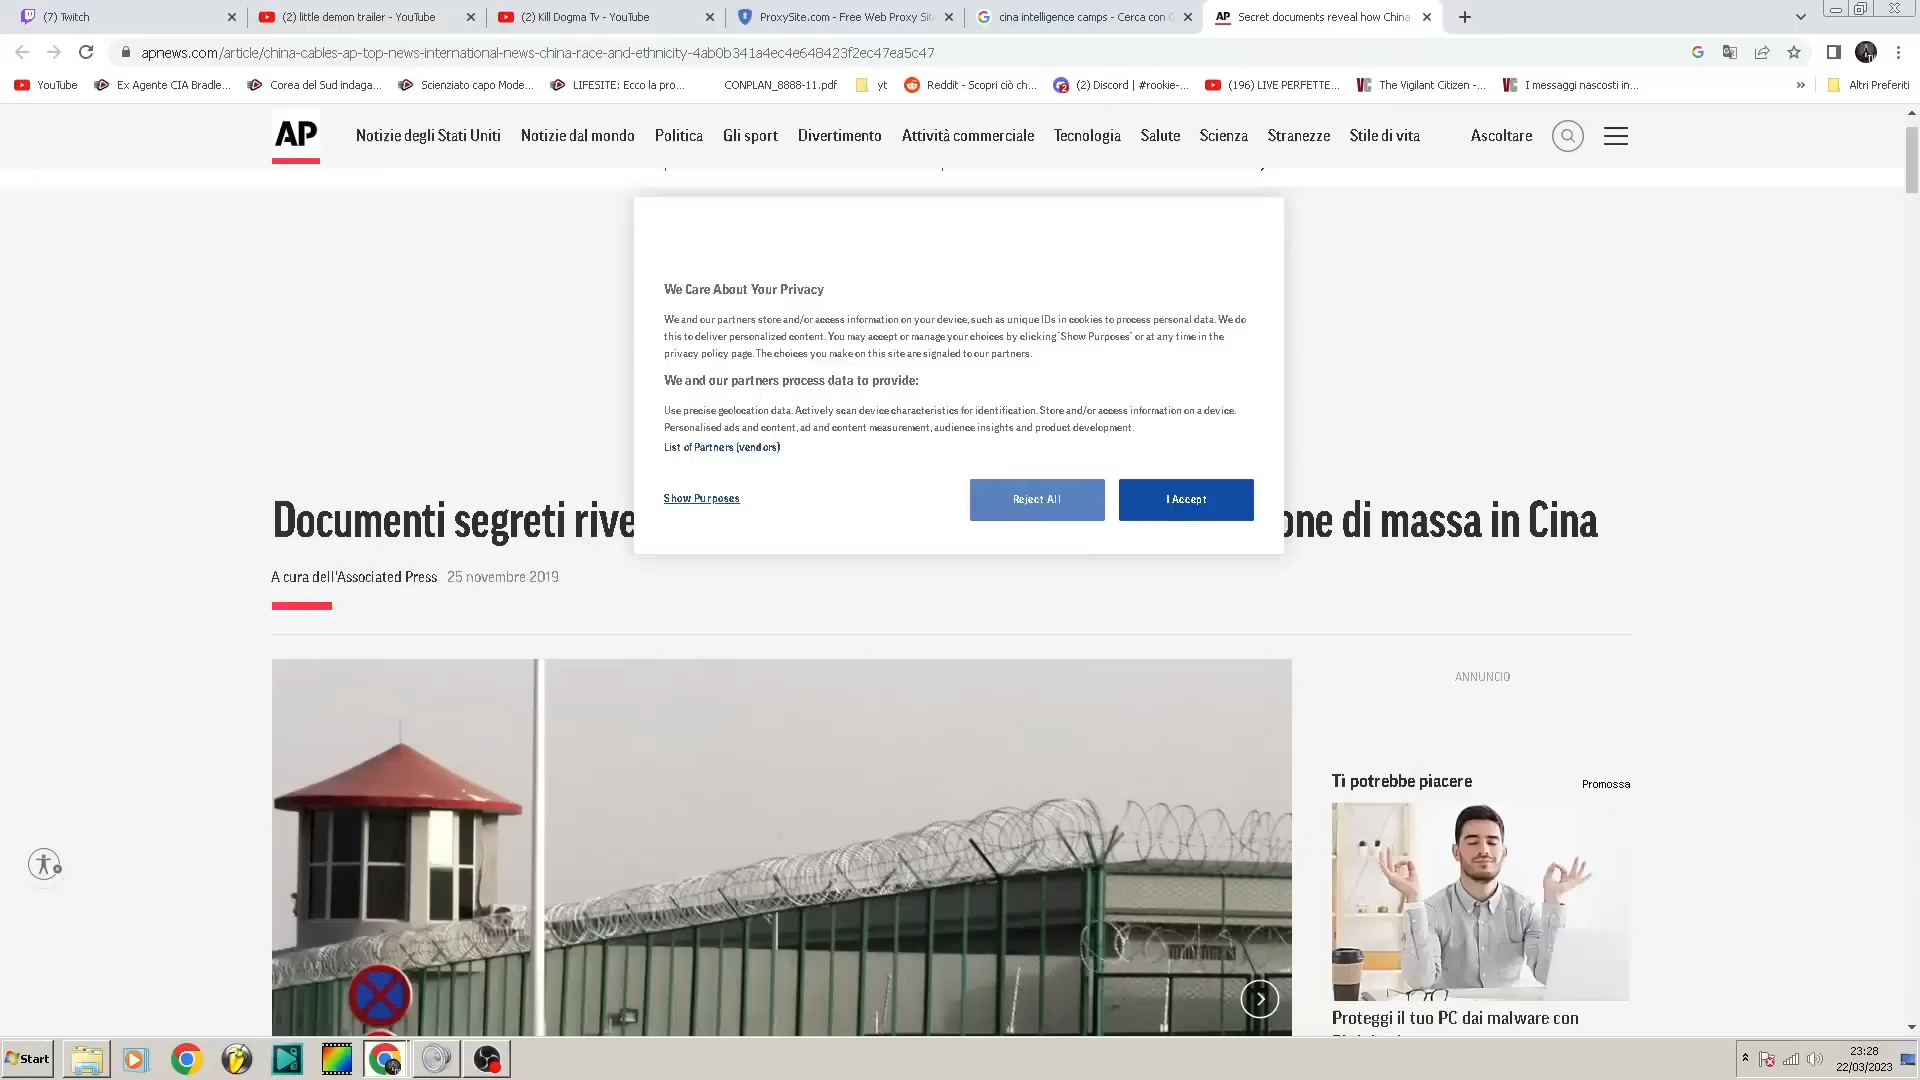 (7) Twitch
(2) little demon trailer - YouTube
(2) Kill Dogma Tv - YouTube
ProxySite.com - Free Web Proxy Sit
cina intelligence camps - Cerca con G
AP Secret documents reveal how China
apnews.com/article/china-cables-ap-top-news-international-news-china-race-and-ethnicity-4ab0b341a4ec4e648423f2ec47ea5c47
YouTube
Ex Agente CIA Bradle...
Corea del Sud indaga...
Scienziato capo Mode...
LIFESITE: Ecco la pro...
CONPLAN_8888-11.pdf
yt
Reddit - Scopri ciò ch...
(2) Discord | #rookie-...
(196) LIVE PERFETTE...
VC The Vigilant Citizen -...
VC I messaggi nascosti in...
»
Altri Preferiti
AP
Notizie degli Stati Uniti
Notizie dal mondo
Politica
Gli sport
Divertimento
Attività commerciale
Tecnologia
Salute
Scienza
Stranezze
Stile di vita
Ascoltare
We Care About Your Privacy
We and our partners store and/or access information on your device, such as unique IDs in cookies to process personal data. We do
this to deliver personalized content. You may accept or manage your choices by clicking "Show Purposes" or at any time in the
privacy policy page. The choices you make on this site are signaled to our partners.
We and our partners process data to provide:
Use precise geolocation data. Actively scan device characteristics for identification. Store and/or access information on a device.
Personalised ads and content, ad and content measurement, audience insights and product development.
List of Partners (vendors)
Show Purposes
Reject All
I Accept
Documenti segreti rive
one di massa in Cina
A cura dell'Associated Press 25 novembre 2019
ANNUNCIO
Ti potrebbe piacere
Promossa
Proteggi il tuo PC dai malware con
Start
23:28
22/03/2023